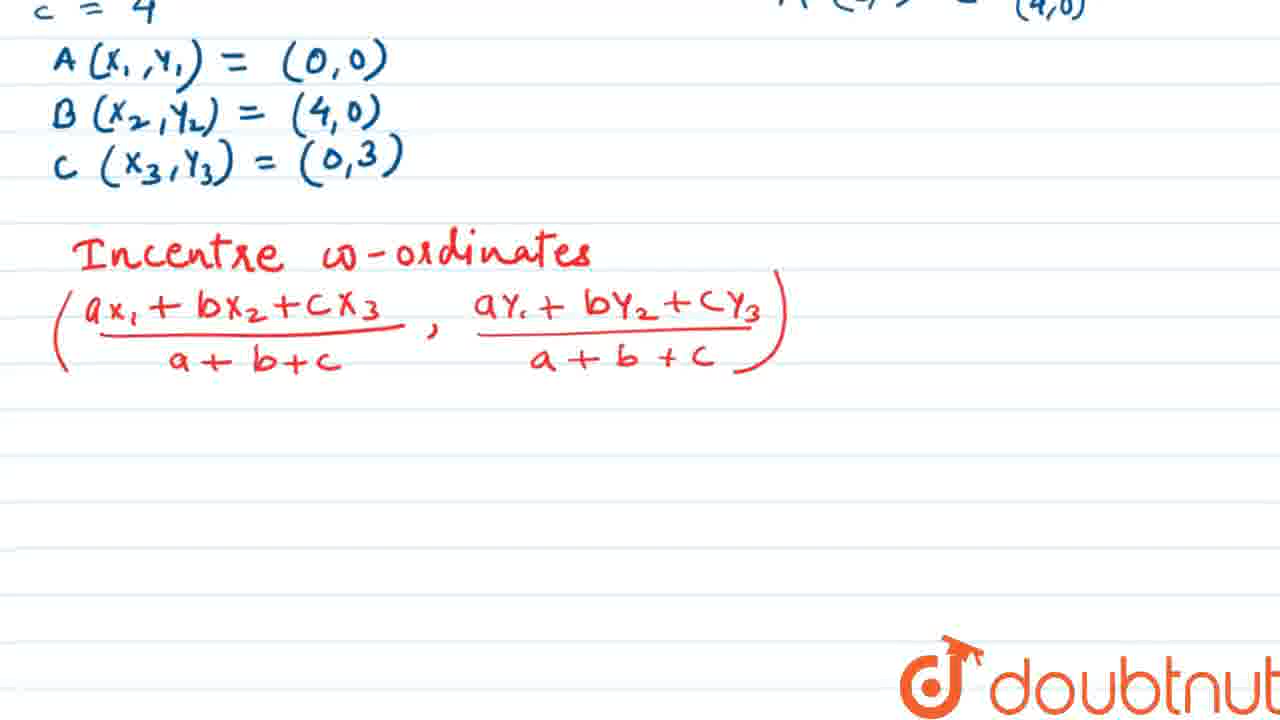 c = 4
(4,0)
A (x₁,y₁) = (0,0)
B (x₂,y₂) = (4,0)
C (x₃,y₃) = (0,3)
Incentre co-ordinates
(ax₁ + bx₂ + cx₃ / a + b + c , ay₁ + by₂ + cy₃ / a + b + c)
doubtnut